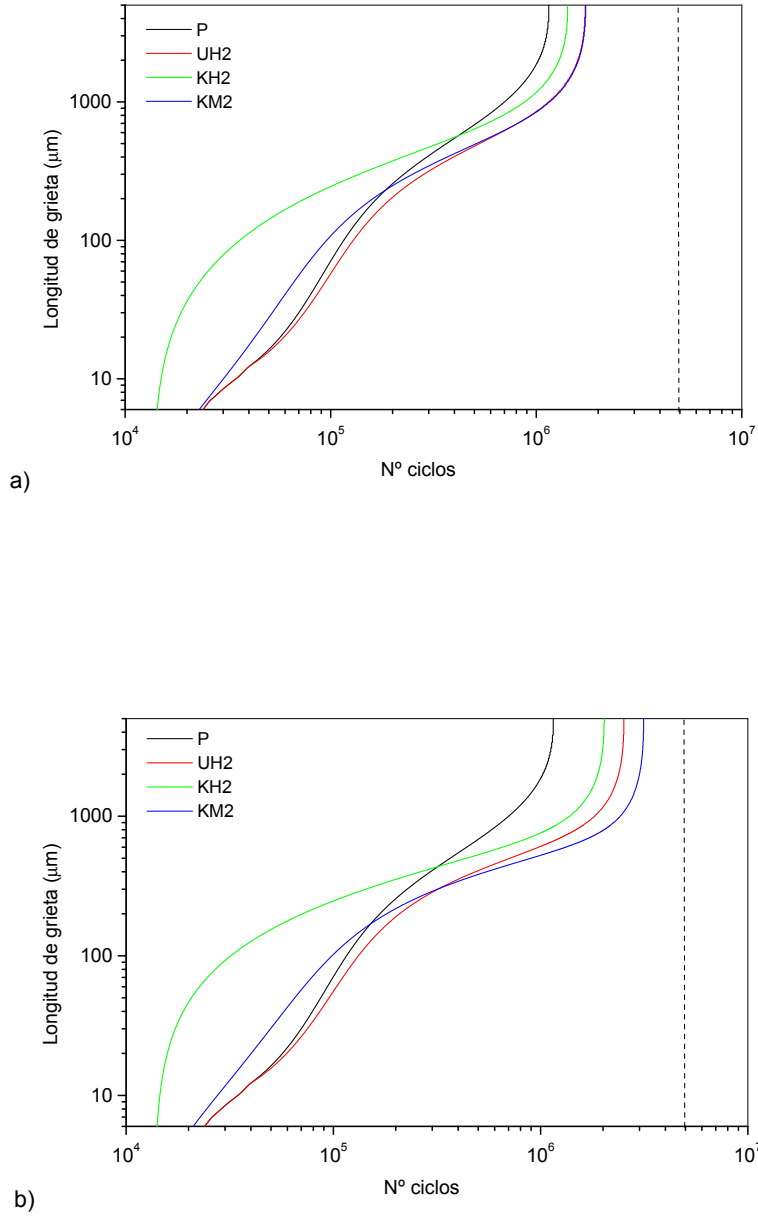 P
UH2
KH2
KM2
Longitud de grieta (μm)
1000
100
10
10⁴
10⁵
10⁶
10⁷
Nº ciclos
a)
P
UH2
KH2
KM2
Longitud de grieta (μm)
1000
100
10
10⁴
10⁵
10⁶
10⁷
Nº ciclos
b)